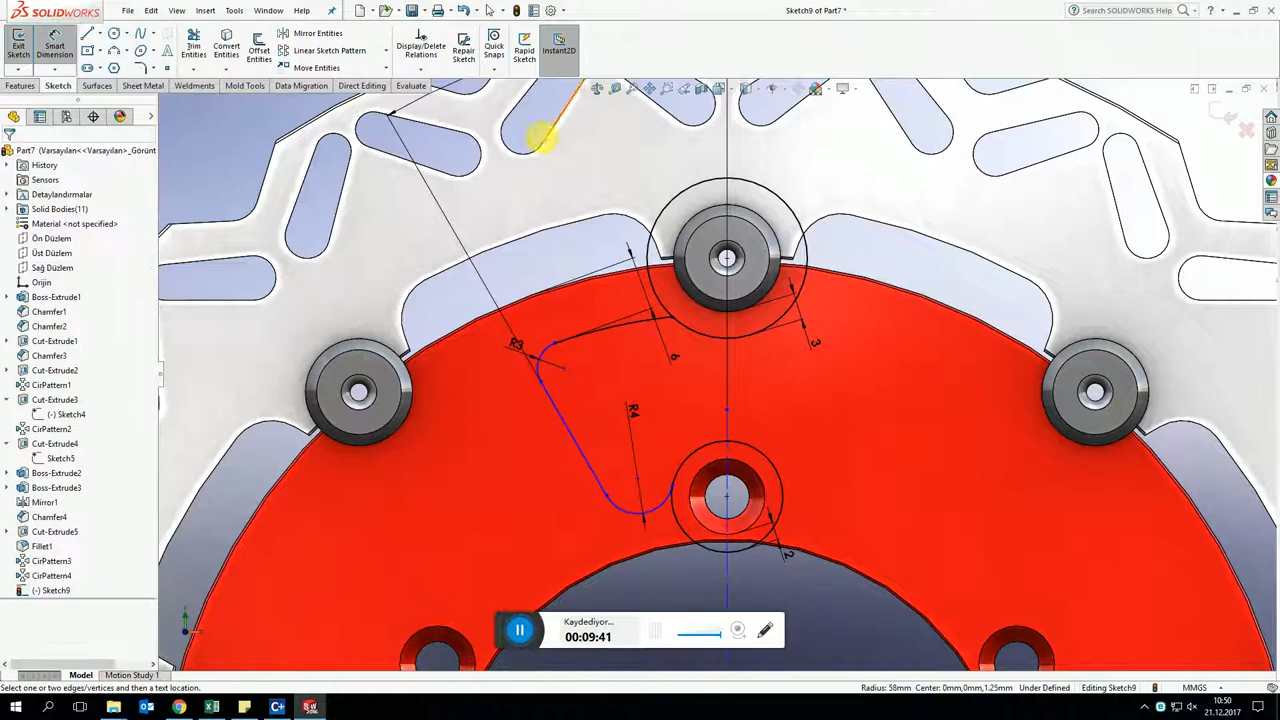 SOLIDWORKS
File
Edit
View
Insert
Tools
Window
Help
Sketch9 of Part7 *
Search SOLIDWORKS Help
Exit
Sketch
Smart
Dimension
Trim
Entities
Convert
Entities
Offset
Entities
Mirror Entities
Linear Sketch Pattern
Move Entities
Display/Delete
Relations
Repair
Sketch
Quick
Snaps
Rapid
Sketch
Instant2D
Features
Sketch
Surfaces
Sheet Metal
Weldments
Mold Tools
Data Migration
Direct Editing
Evaluate
Part7 (Varsayılan<<Varsayılan>_Görünt
History
Sensors
Detaylandırmalar
Solid Bodies(11)
Material <not specified>
Ön Düzlem
Üst Düzlem
Sağ Düzlem
Orijin
Boss-Extrude1
Chamfer1
Chamfer2
Cut-Extrude1
Chamfer3
Cut-Extrude2
CirPattern1
Cut-Extrude3
(-) Sketch4
CirPattern2
Cut-Extrude4
Sketch5
Boss-Extrude2
Boss-Extrude3
Mirror1
Chamfer4
Cut-Extrude5
Fillet1
CirPattern3
CirPattern4
(-) Sketch9
R3
6
3
R4
2
Kaydediyor...
00:09:41
Model
Motion Study 1
Select one or two edges/vertices and then a text location.
Radius: 58mm Center: 0mm,0mm,1.25mm Under Defined
Editing Sketch9
MMGS
10:50
21.12.2017